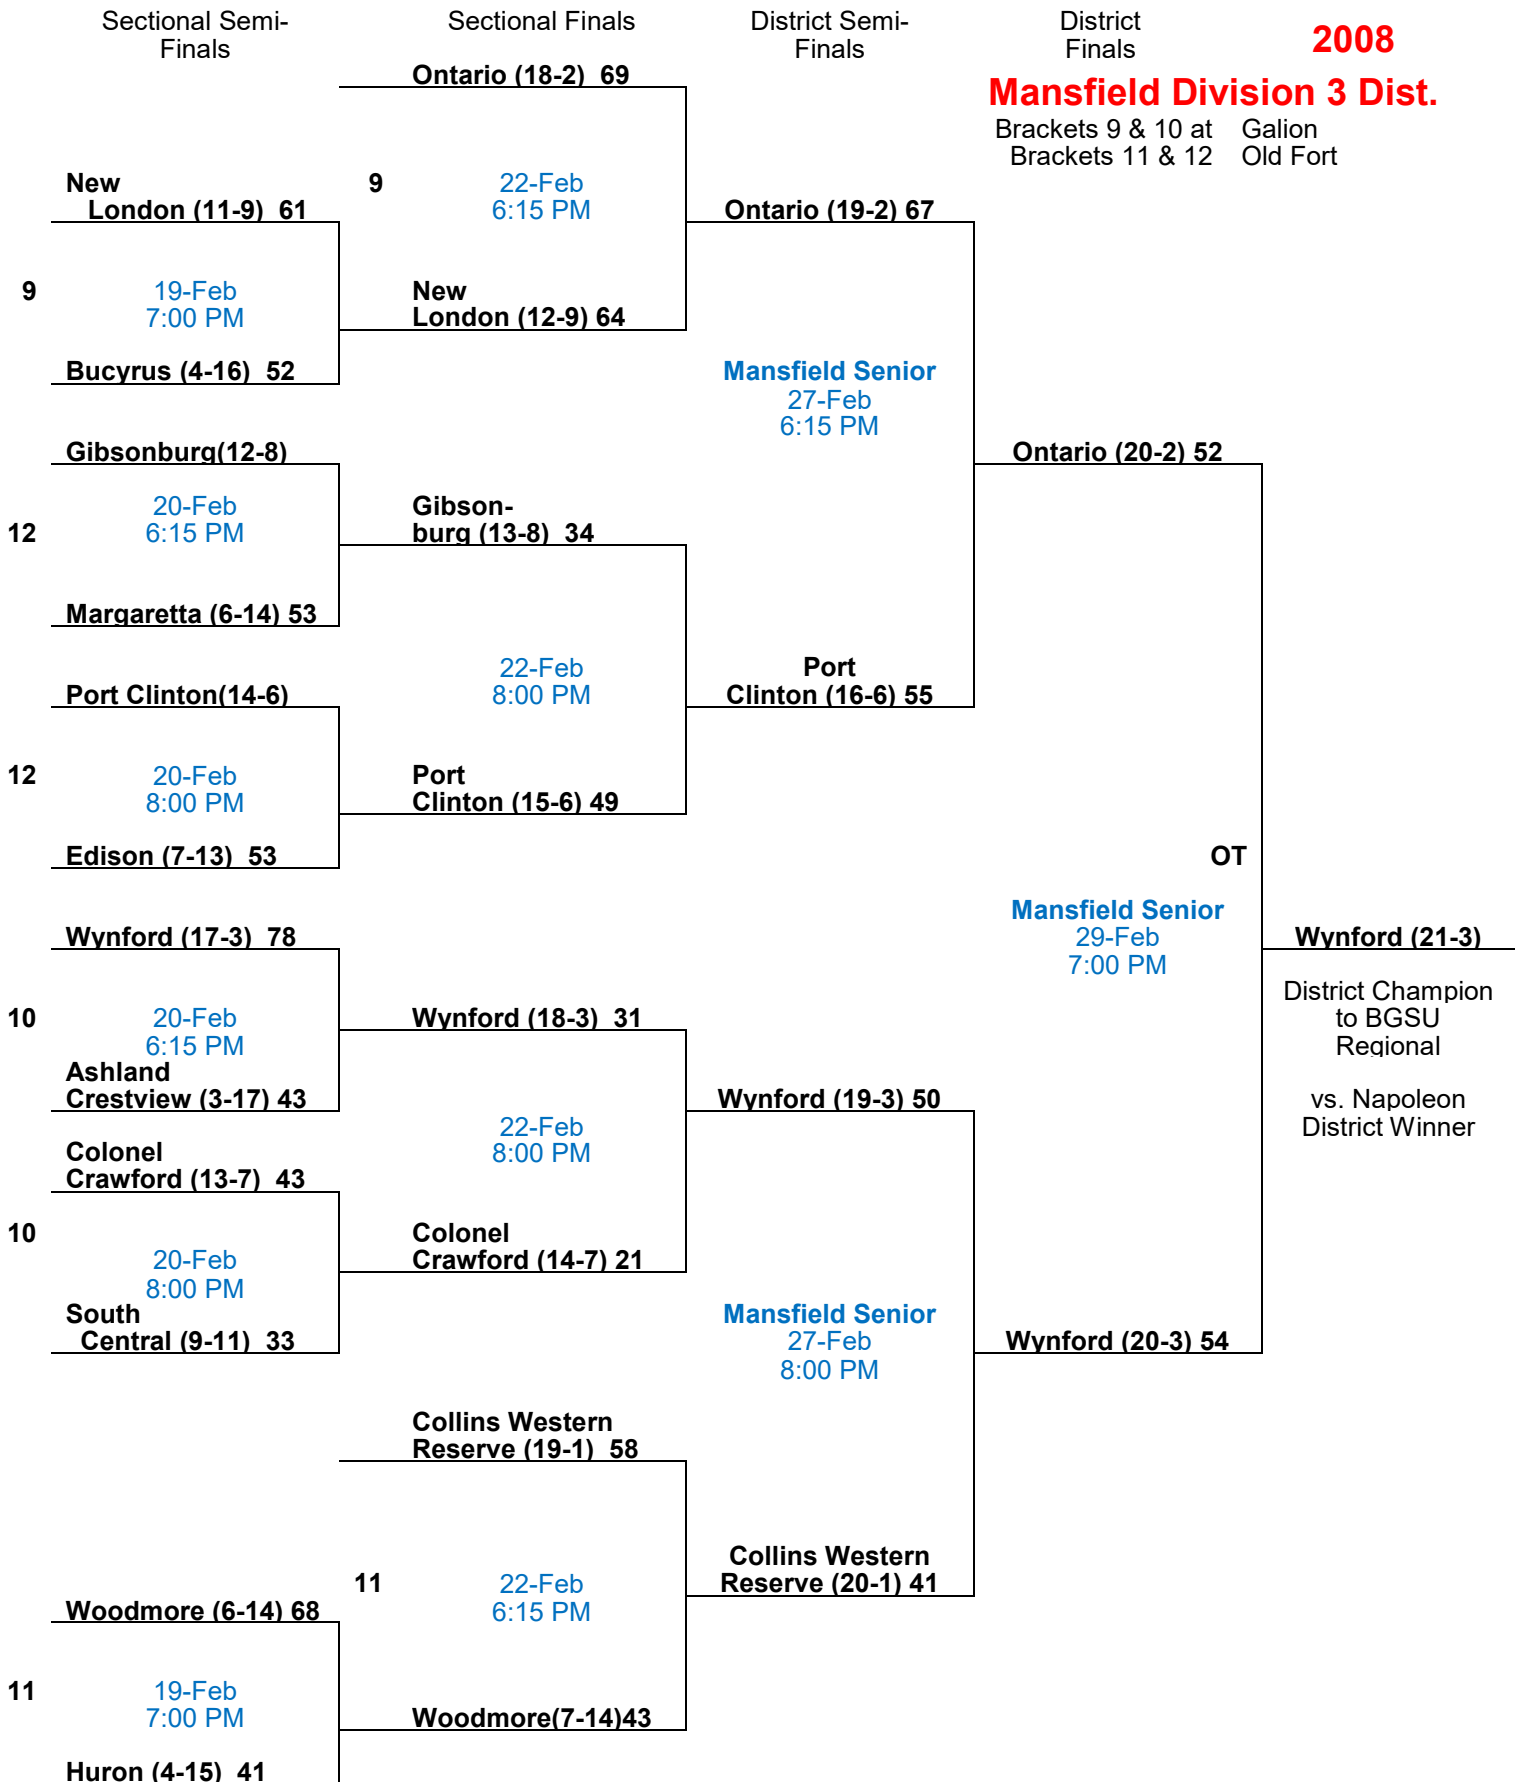 Sectional Semi-
Finals
Sectional Finals
District Semi-
Finals
District
Finals
2008
Mansfield Division 3 Dist.
Brackets 9 & 10 at Galion
Brackets 11 & 12 Old Fort
Ontario (18-2) 69
New
London (11-9) 61
9
22-Feb
6:15 PM
Ontario (19-2) 67
9
19-Feb
7:00 PM
New
London (12-9) 64
Bucyrus (4-16) 52
Mansfield Senior
27-Feb
6:15 PM
Gibsonburg(12-8)
Ontario (20-2) 52
12
20-Feb
6:15 PM
Gibson-
burg (13-8) 34
Margaretta (6-14) 53
22-Feb
8:00 PM
Port
Clinton (16-6) 55
Port Clinton(14-6)
12
20-Feb
8:00 PM
Port
Clinton (15-6) 49
Edison (7-13) 53
OT
Mansfield Senior
29-Feb
7:00 PM
Wynford (17-3) 78
Wynford (21-3)
District Champion
to BGSU
Regional
vs. Napoleon
District Winner
10
20-Feb
6:15 PM
Wynford (18-3) 31
Ashland
Crestview (3-17) 43
22-Feb
8:00 PM
Wynford (19-3) 50
Colonel
Crawford (13-7) 43
10
20-Feb
8:00 PM
Colonel
Crawford (14-7) 21
South
Central (9-11) 33
Mansfield Senior
27-Feb
8:00 PM
Wynford (20-3) 54
Collins Western
Reserve (19-1) 58
11
22-Feb
6:15 PM
Collins Western
Reserve (20-1) 41
Woodmore (6-14) 68
11
19-Feb
7:00 PM
Woodmore(7-14)43
Huron (4-15) 41